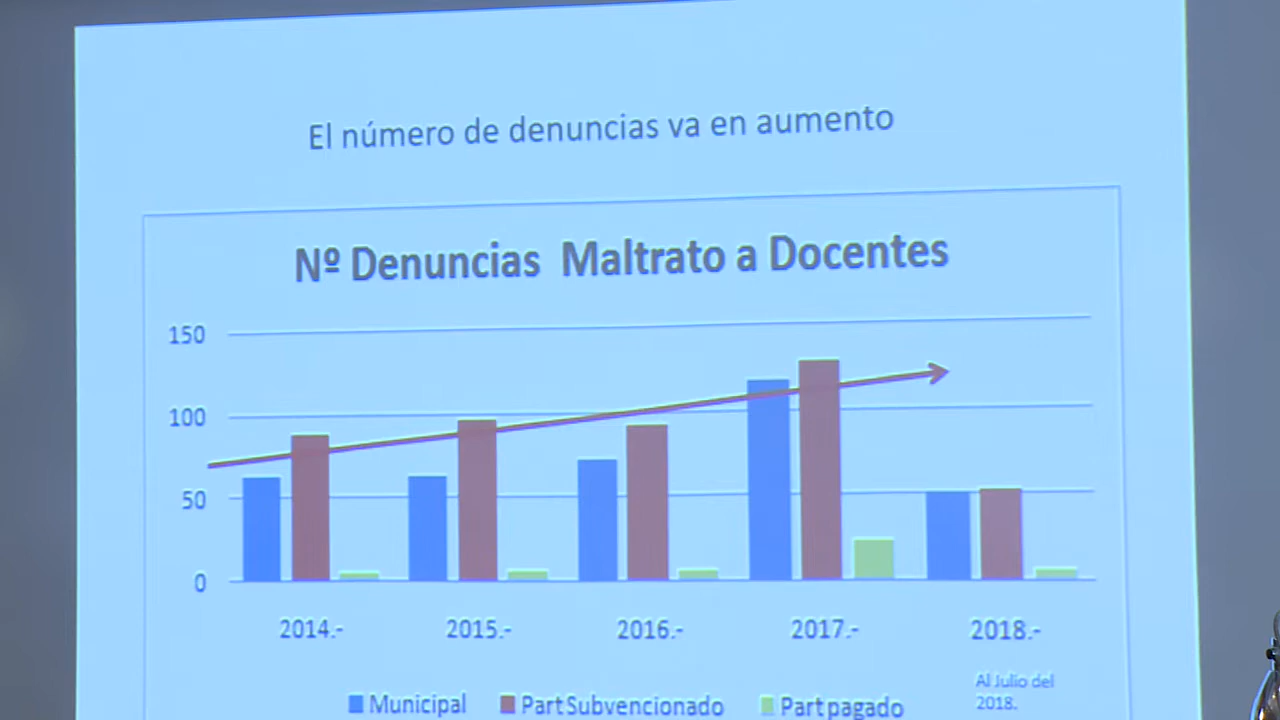 El número de denuncias va en aumento
Nº Denuncias Maltrato a Docentes
150
100
50
0
2014.- 2015.- 2016.- 2017.- 2018.-
Al Julio del
2018.
Municipal Part Subvencionado Part pagado